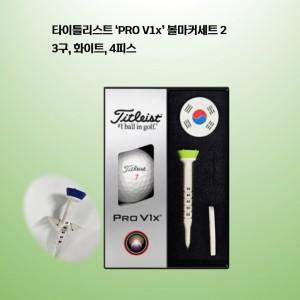 타이틀리스트 ‘PRO V1x’ 볼마커세트 2
3구, 화이트, 4피스
Titleist
#1 ball in golf.
Titleist
PRO V1x